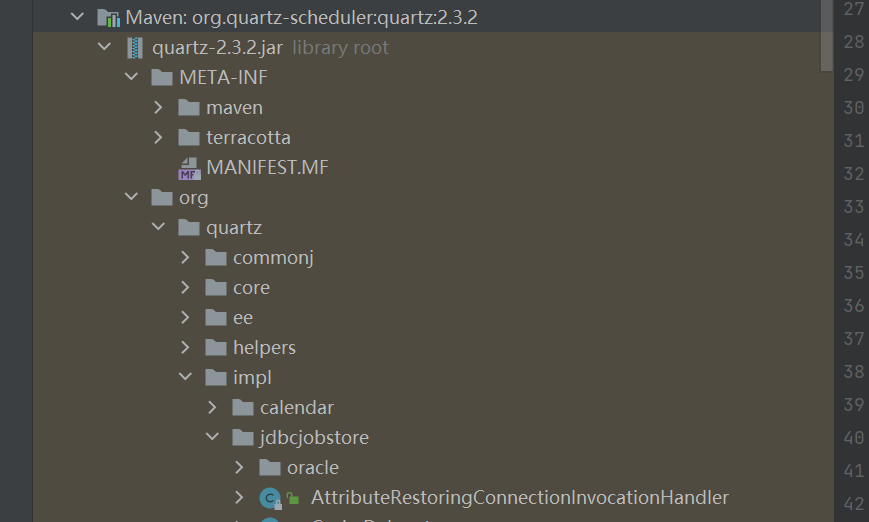 Maven: org.quartz-scheduler:quartz:2.3.2
quartz-2.3.2.jar library root
META-INF
maven
terracotta
MANIFEST.MF
org
quartz
commonj
core
ee
helpers
impl
calendar
jdbcjobstore
oracle
AttributeRestoringConnectionInvocationHandler
27
28
29
30
31
32
33
34
35
36
37
38
39
40
41
42